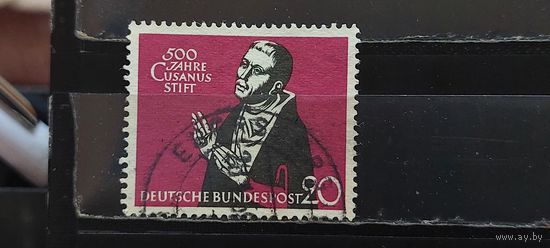 500
JAHRE
CUSANUS
STIFT
DEUTSCHE BUNDESPOST 20
www.ay.by